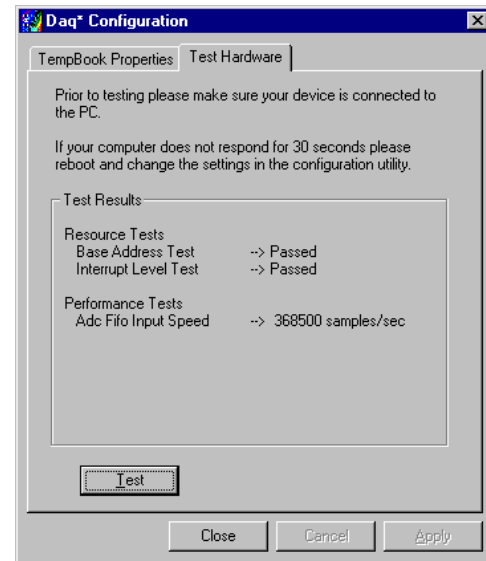 Daq* Configuration
TempBook Properties Test Hardware
Prior to testing please make sure your device is connected to
the PC.
If your computer does not respond for 30 seconds please
reboot and change the settings in the configuration utility.
Test Results
Resource Tests
Base Address Test --> Passed
Interrupt Level Test --> Passed
Performance Tests
Adc Fifo Input Speed --> 368500 samples/sec
Test
Close Cancel Apply